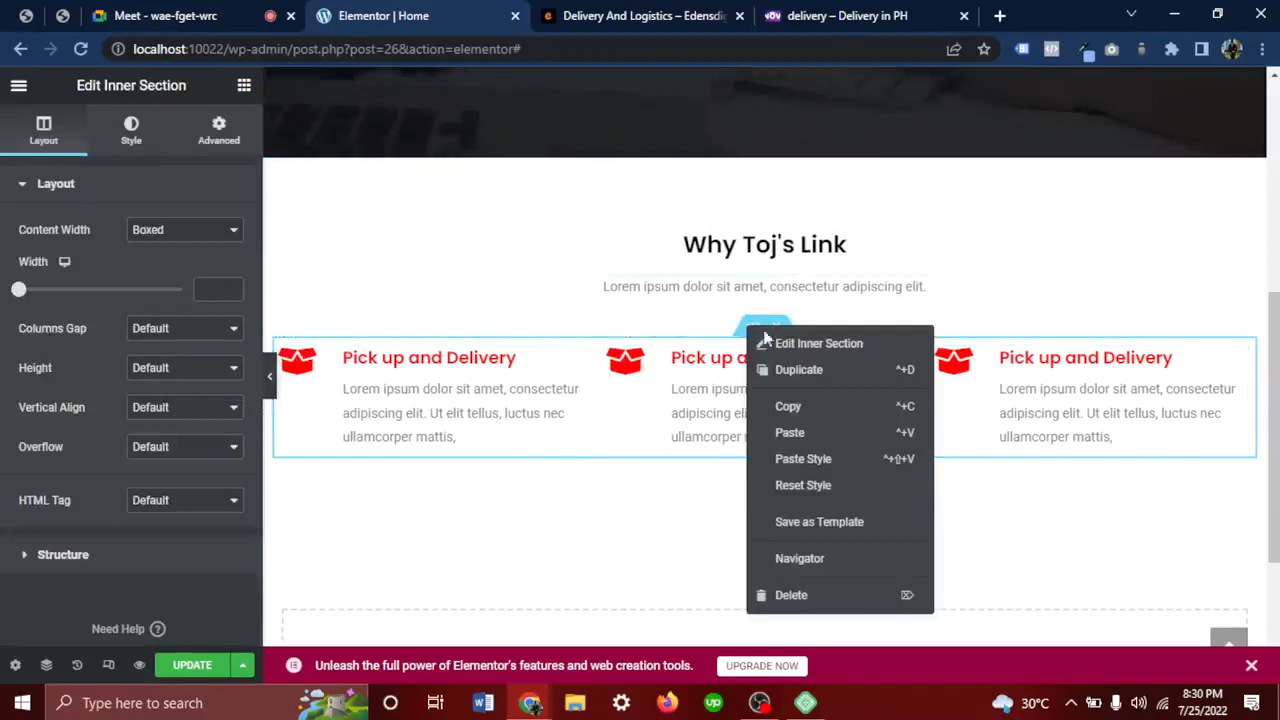 Meet - wae-fget-wrc
Elementor | Home
Delivery And Logistics – Edensdig
delivery – Delivery in PH
localhost:10022/wp-admin/post.php?post=26&action=elementor#
Edit Inner Section
Layout
Style
Advanced
Layout
Content Width
Boxed
Width
Columns Gap
Default
Height
Default
Vertical Align
Default
Overflow
Default
HTML Tag
Default
Structure
Need Help
UPDATE
Why Toj's Link
Lorem ipsum dolor sit amet, consectetur adipiscing elit.
Pick up and Delivery
Lorem ipsum dolor sit amet, consectetur
adipiscing elit. Ut elit tellus, luctus nec
ullamcorper mattis,
Pick up a
Lorem ipsum
adipiscing
ullamcorper
Pick up and Delivery
Lorem ipsum dolor sit amet, consectetur
adipiscing elit. Ut elit tellus, luctus nec
ullamcorper mattis,
Edit Inner Section
Duplicate ^+D
Copy ^+C
Paste ^+V
Paste Style ^+⇧+V
Reset Style
Save as Template
Navigator
Delete ⌦
Unleash the full power of Elementor's features and web creation tools.
UPGRADE NOW
Type here to search
30°C
8:30 PM
7/25/2022